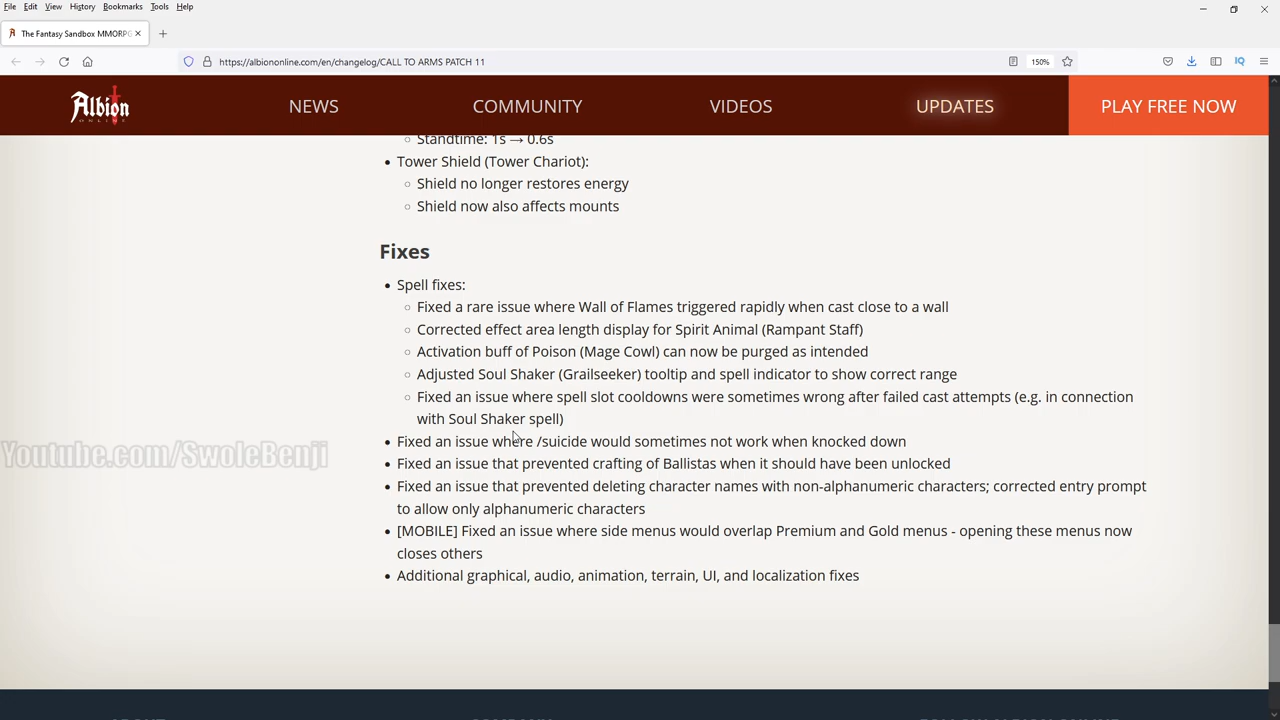 File Edit View History Bookmarks Tools Help
The Fantasy Sandbox MMORPG
https://albiononline.com/en/changelog/CALL TO ARMS PATCH 11
150%
IQ
Albion
ONLINE
NEWS
COMMUNITY
VIDEOS
UPDATES
PLAY FREE NOW
Standtime: 1s → 0.6s
Tower Shield (Tower Chariot):
Shield no longer restores energy
Shield now also affects mounts
Fixes
Spell fixes:
Fixed a rare issue where Wall of Flames triggered rapidly when cast close to a wall
Corrected effect area length display for Spirit Animal (Rampant Staff)
Activation buff of Poison (Mage Cowl) can now be purged as intended
Adjusted Soul Shaker (Grailseeker) tooltip and spell indicator to show correct range
Fixed an issue where spell slot cooldowns were sometimes wrong after failed cast attempts (e.g. in connection
with Soul Shaker spell)
Fixed an issue where /suicide would sometimes not work when knocked down
Youtube.com/SwoleBenji
Fixed an issue that prevented crafting of Ballistas when it should have been unlocked
Fixed an issue that prevented deleting character names with non-alphanumeric characters; corrected entry prompt
to allow only alphanumeric characters
[MOBILE] Fixed an issue where side menus would overlap Premium and Gold menus - opening these menus now
closes others
Additional graphical, audio, animation, terrain, UI, and localization fixes